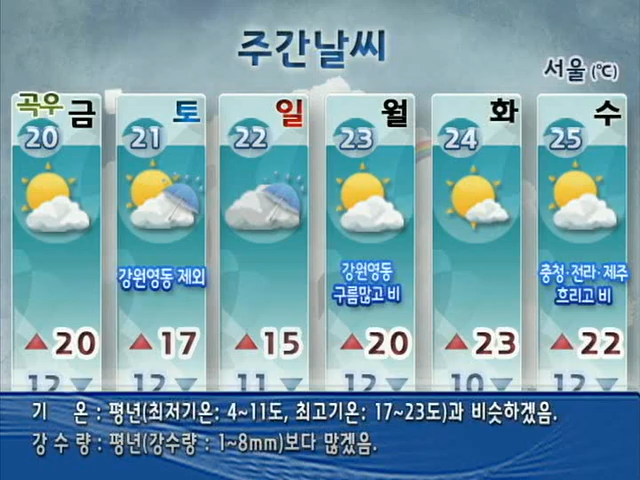 주간날씨
서울 (℃)
곡우 금 토 일 월 화 수
20 21 22 23 24 25
강원영동 제외
강원영동
구름많고 비
충청·전라·제주
흐리고 비
▲20 ▲17 ▲15 ▲20 ▲23 ▲22
12▼ 12▼ 11▼ 12▼ 10▼ 12▼
기 온 : 평년(최저기온: 4~11도, 최고기온: 17~23도)과 비슷하겠음.
강 수 량 : 평년(강수량 : 1~8mm)보다 많겠음.